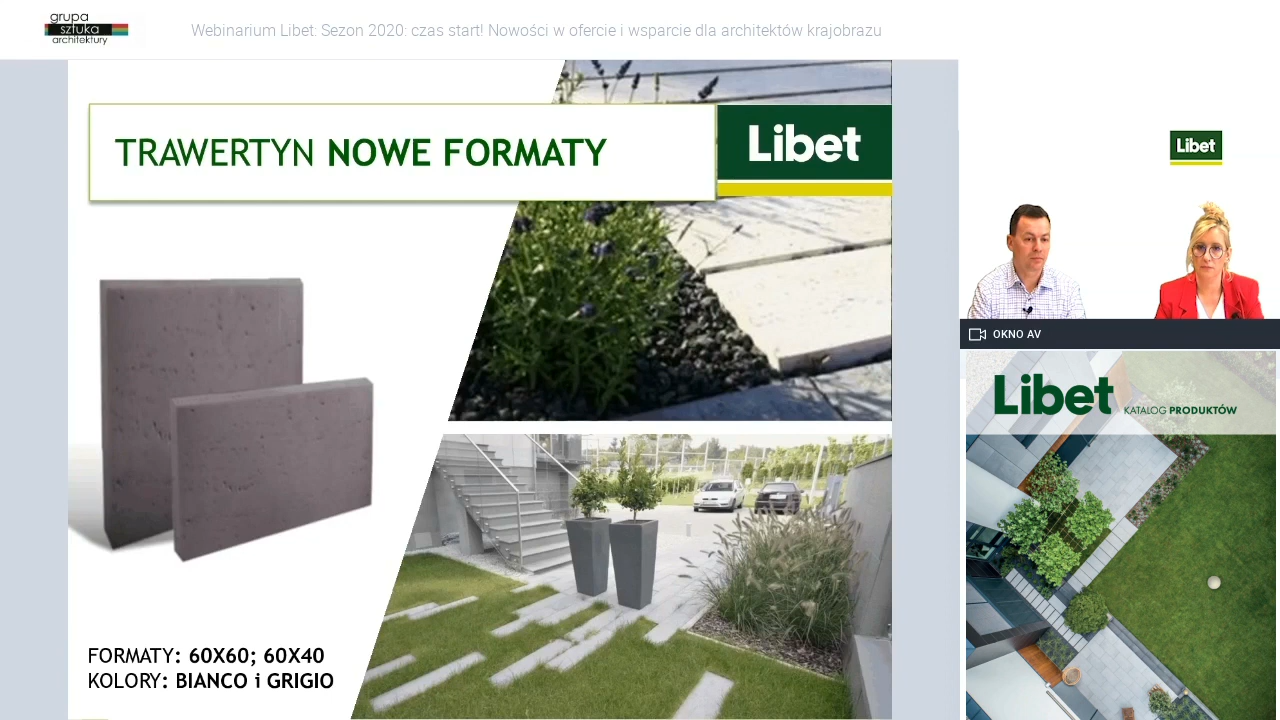 grupa
sztuka
architektury
Webinarium Libet: Sezon 2020: czas start! Nowości w ofercie i wsparcie dla architektów krajobrazu
TRAWERTYN NOWE FORMATY
Libet
Libet
OKNO AV
Libet KATALOG PRODUKTÓW
FORMATY: 60X60; 60X40
KOLORY: BIANCO i GRIGIO